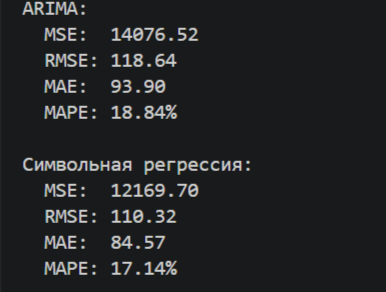 ARIMA:
MSE: 14076.52
RMSE: 118.64
MAE: 93.90
MAPE: 18.84%
Символьная регрессия:
MSE: 12169.70
RMSE: 110.32
MAE: 84.57
MAPE: 17.14%